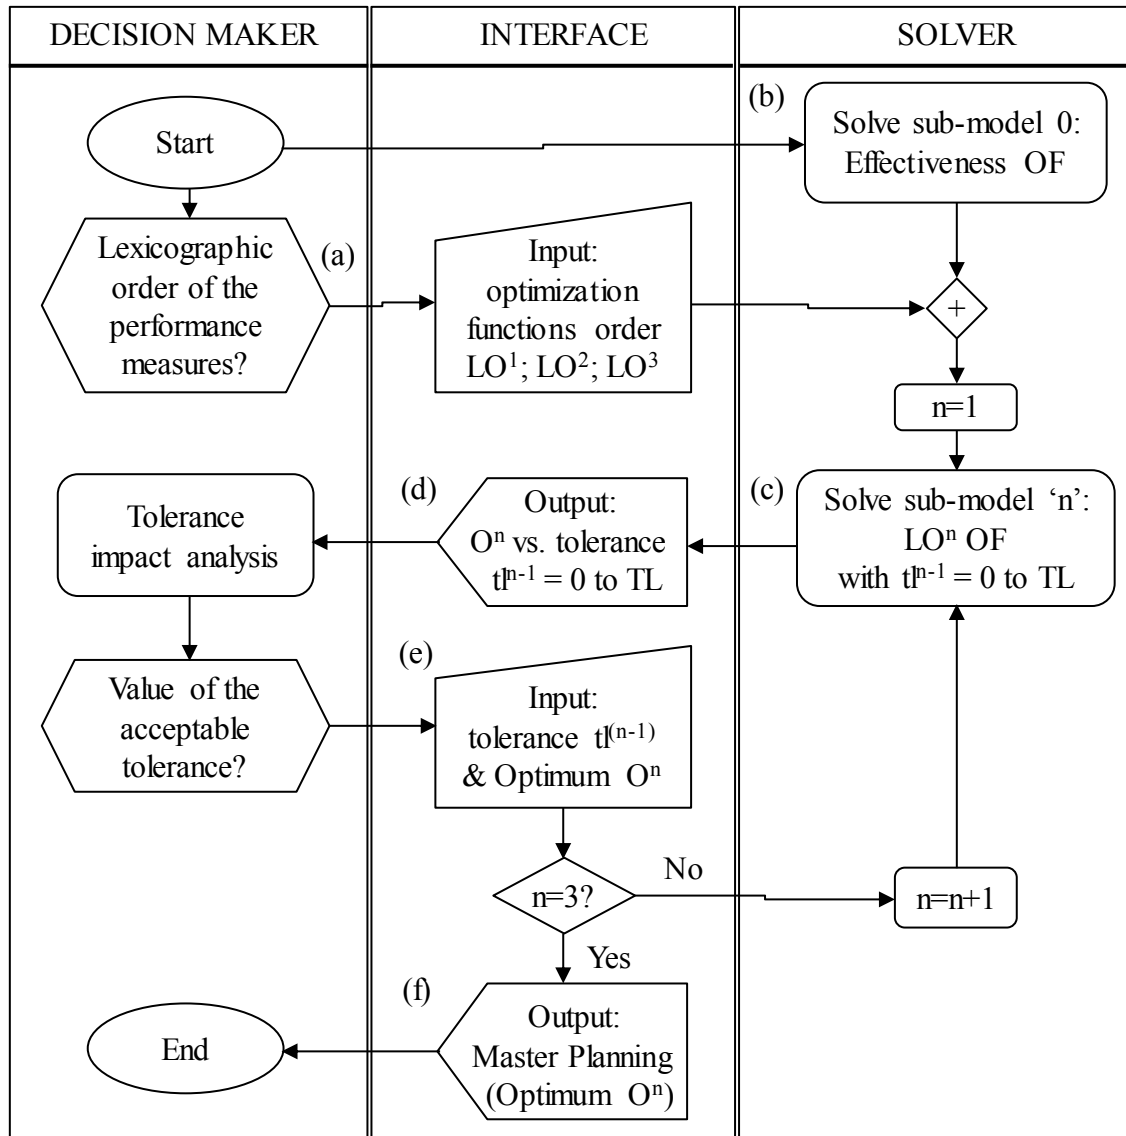 DECISION MAKER
INTERFACE
SOLVER
Start
(b)
Solve sub-model 0:
Effectiveness OF
Lexicographic
order of the
performance
measures?
(a)
Input:
optimization
functions order
LO¹; LO²; LO³
+
n=1
Tolerance
impact analysis
(d)
Output:
Oⁿ vs. tolerance
tlⁿ⁻¹ = 0 to TL
(c)
Solve sub-model ‘n’:
LOⁿ OF
with tlⁿ⁻¹ = 0 to TL
Value of the
acceptable
tolerance?
(e)
Input:
tolerance tl⁽ⁿ⁻¹⁾
& Optimum Oⁿ
n=3?
No
n=n+1
Yes
(f)
Output:
Master Planning
(Optimum Oⁿ)
End